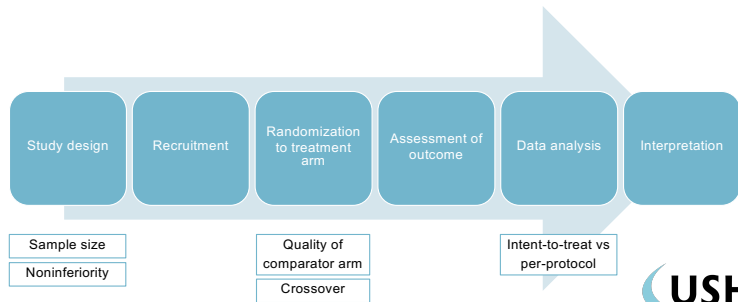 Study design
Recruitment
Randomization
to treatment
arm
Assessment of
outcome
Data analysis
Interpretation
Sample size
Noninferiority
Quality of
comparator arm
Crossover
Intent-to-treat vs
per-protocol